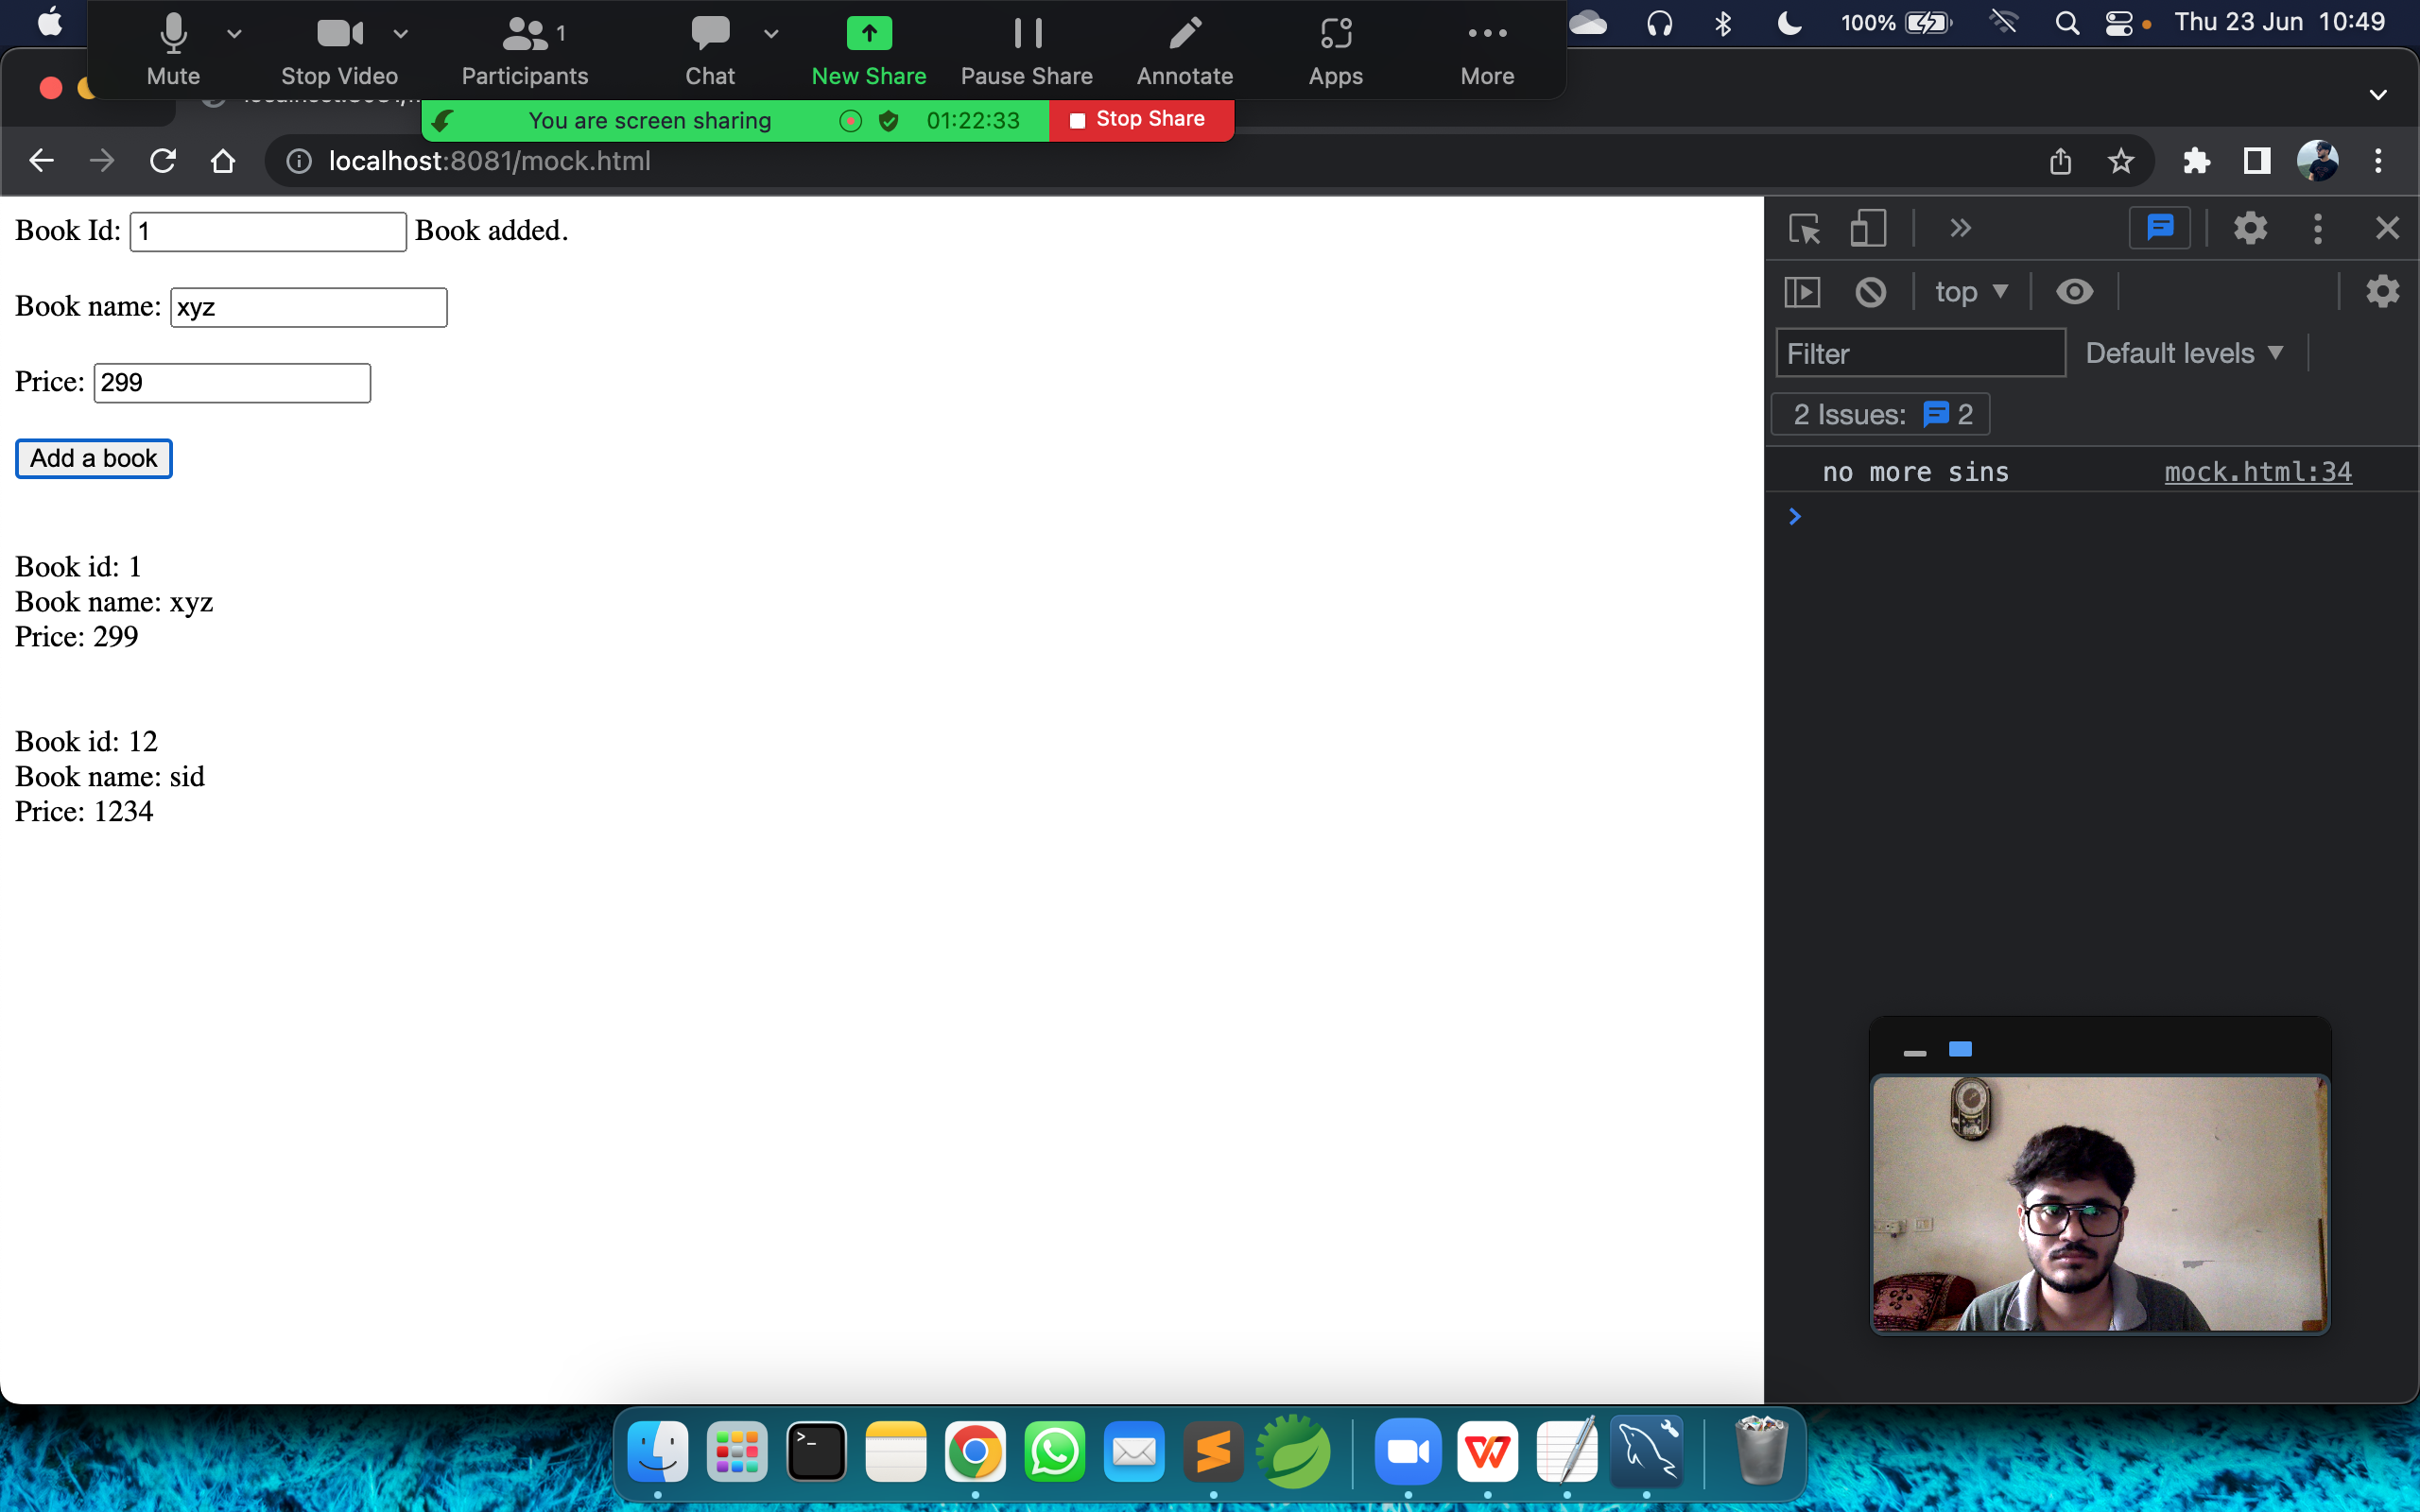 100%
Thu 23 Jun 10:49
1
Mute
Stop Video
Participants
Chat
New Share
Pause Share
Annotate
Apps
More
You are screen sharing
01:22:33
Stop Share
localhost:8081/mock.html
Book Id: 1 Book added.
Book name: xyz
Price: 299
Add a book
Book id: 1
Book name: xyz
Price: 299
Book id: 12
Book name: sid
Price: 1234
top
Filter
Default levels
2 Issues: 2
no more sins mock.html:34